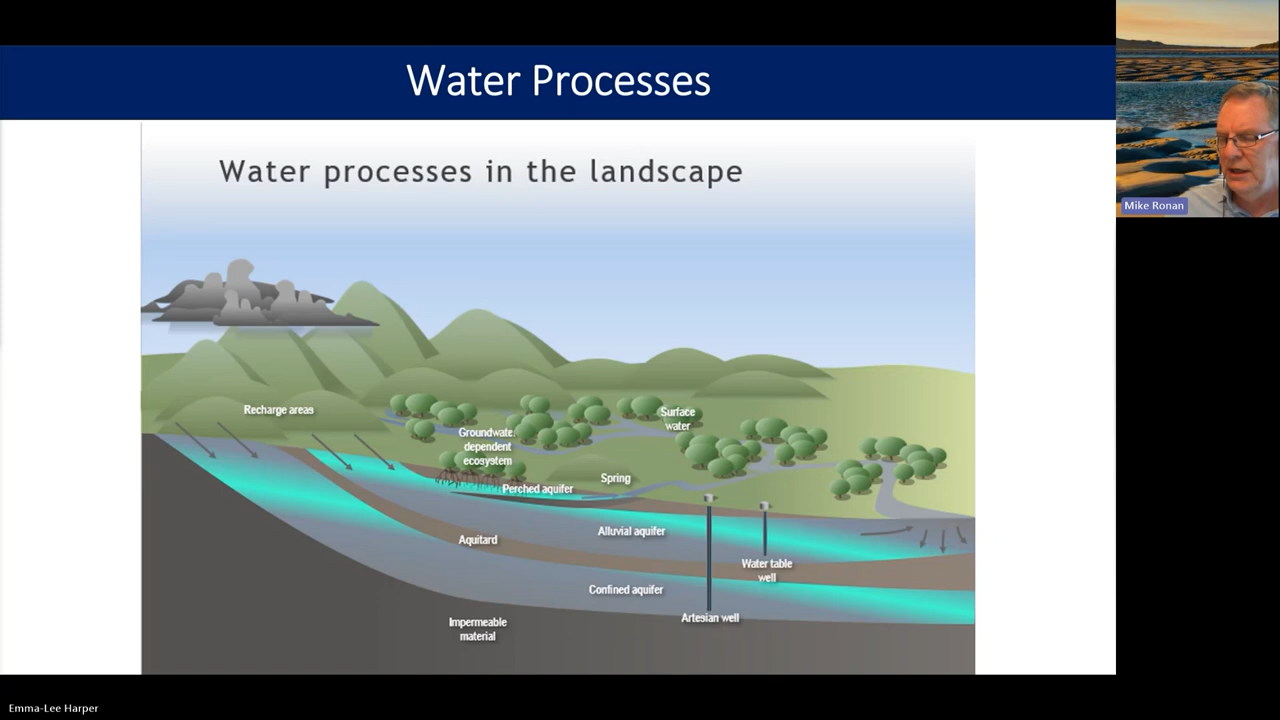 Water Processes
Water processes in the landscape
Mike Ronan
Recharge areas
Surface
water
Groundwate
dependent
ecosystem
Spring
Perched aquifer
Alluvial aquifer
Aquitard
Water table
well
Confined aquifer
Artesian well
Impermeable
material
Emma-Lee Harper